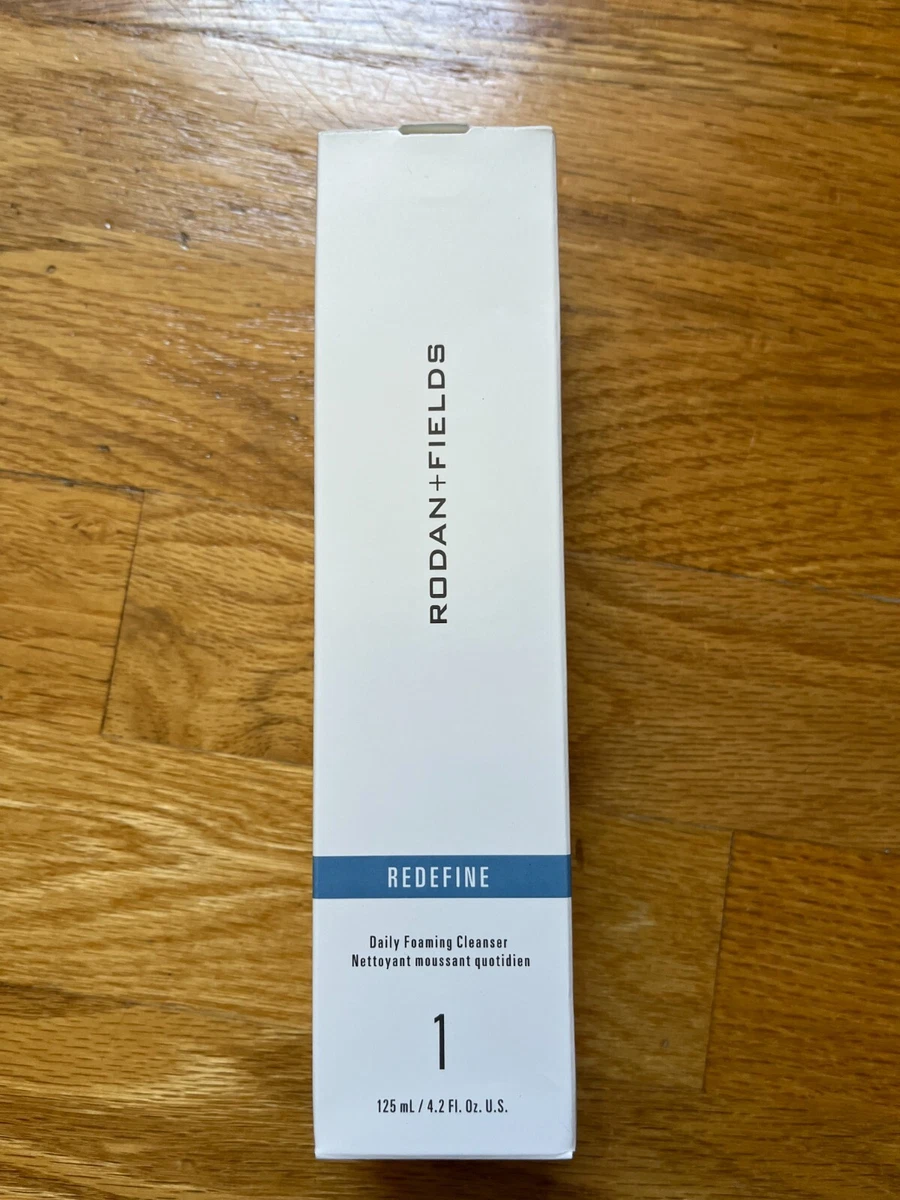 RODAN+FIELDS
REDEFINE
Daily Foaming Cleanser
Nettoyant moussant quotidien
1
125 mL / 4.2 Fl. Oz. U.S.